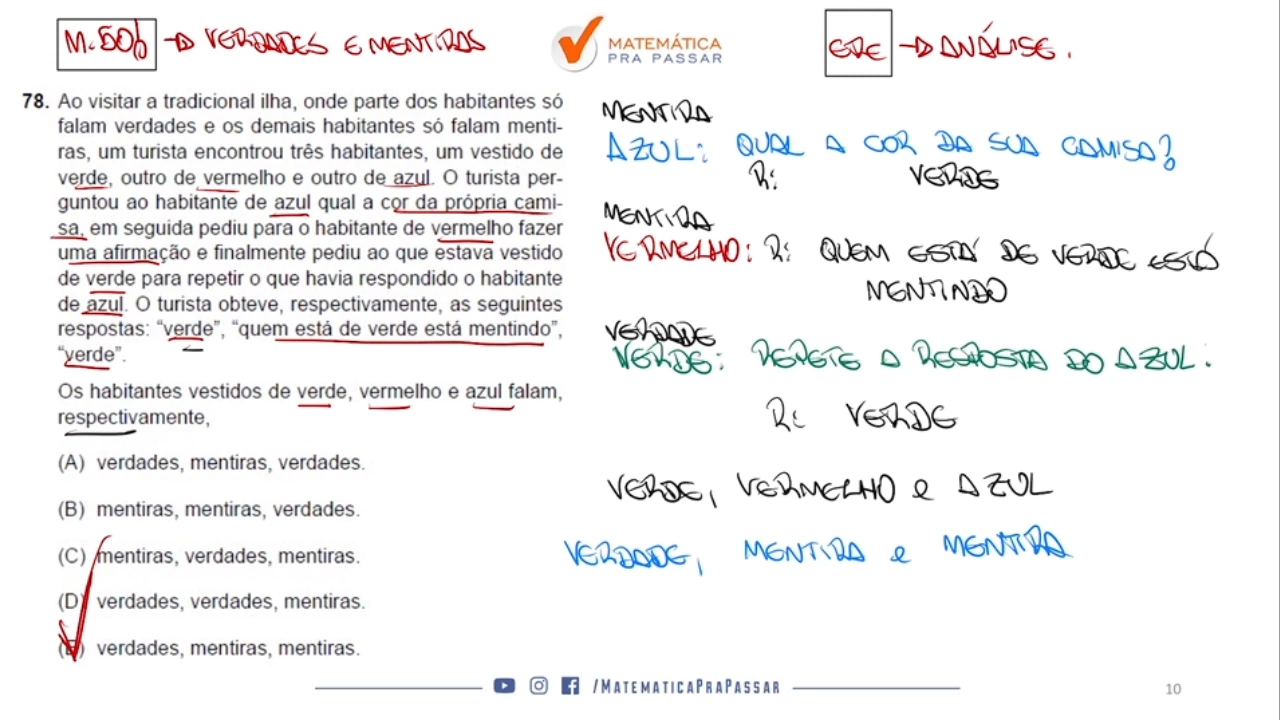 M.50% → VERDADES E MENTIRAS
MATEMÁTICA
PRA PASSAR
→ ANÁLISE.
78. Ao visitar a tradicional ilha, onde parte dos habitantes só
falam verdades e os demais habitantes só falam menti-
ras, um turista encontrou três habitantes, um vestido de
verde, outro de vermelho e outro de azul. O turista per-
guntou ao habitante de azul qual a cor da própria cami-
sa, em seguida pediu para o habitante de vermelho fazer
uma afirmação e finalmente pediu ao que estava vestido
de verde para repetir o que havia respondido o habitante
de azul. O turista obteve, respectivamente, as seguintes
respostas: “verde”, “quem está de verde está mentindo”,
“verde”.
Os habitantes vestidos de verde, vermelho e azul falam,
respectivamente,
(A) verdades, mentiras, verdades.
(B) mentiras, mentiras, verdades.
(C) mentiras, verdades, mentiras.
(D) verdades, verdades, mentiras.
(E) verdades, mentiras, mentiras.
MENTIRA
AZUL: QUAL A COR DA SUA CAMISA?
R: VERDE
MENTIRA
VERMELHO: R: QUEM ESTÁ DE VERDE ESTÁ
MENTINDO
VERDADE
VERDE: REPETE A RESPOSTA DO AZUL:
R: VERDE
VERDE, VERMELHO e AZUL
VERDADE, MENTIRA e MENTIRA
/MATEMATICAPRAPASSAR
10